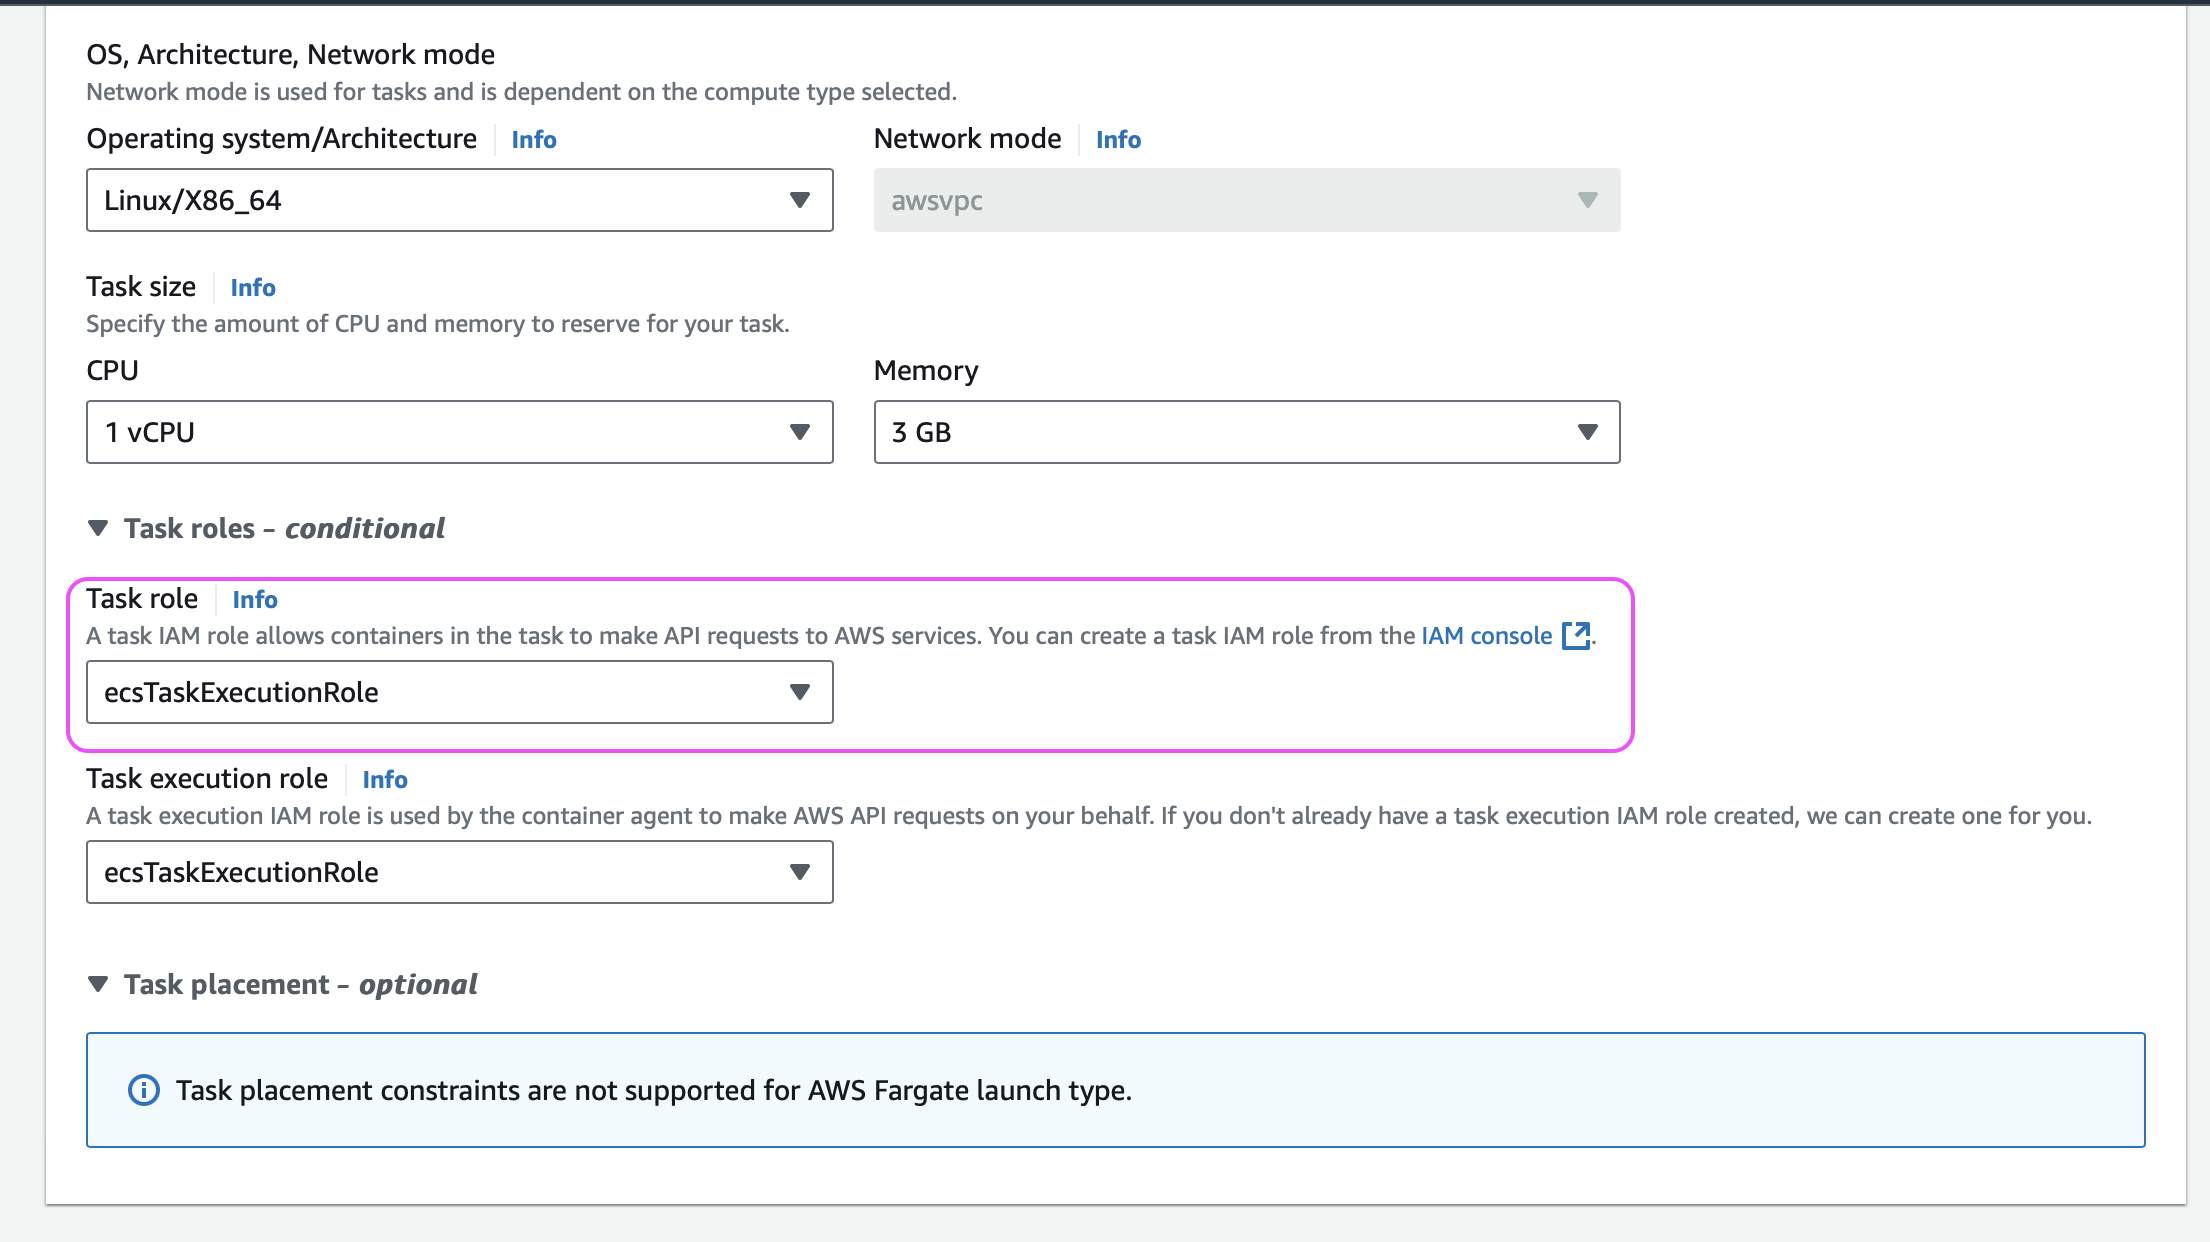 OS, Architecture, Network mode
Network mode is used for tasks and is dependent on the compute type selected.
Operating system/Architecture Info
Network mode Info
Linux/X86_64
awsvpc
Task size Info
Specify the amount of CPU and memory to reserve for your task.
CPU
Memory
1 vCPU
3 GB
Task roles – conditional
Task role Info
A task IAM role allows containers in the task to make API requests to AWS services. You can create a task IAM role from the IAM console.
ecsTaskExecutionRole
Task execution role Info
A task execution IAM role is used by the container agent to make AWS API requests on your behalf. If you don't already have a task execution IAM role created, we can create one for you.
ecsTaskExecutionRole
Task placement – optional
Task placement constraints are not supported for AWS Fargate launch type.